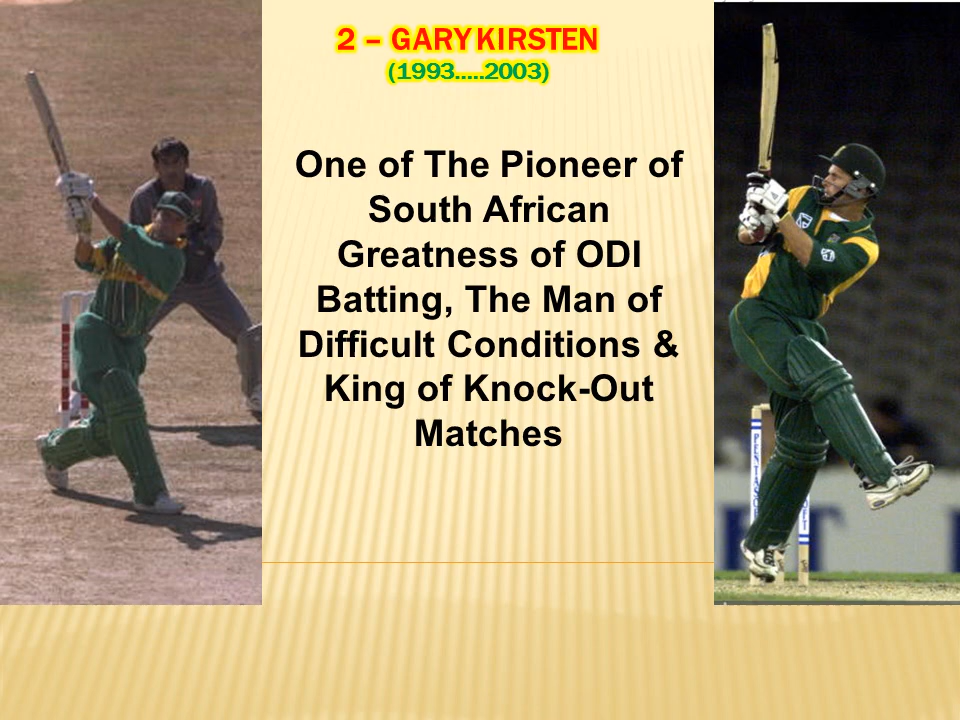 2 – GARY KIRSTEN
(1993.....2003)
One of The Pioneer of
South African
Greatness of ODI
Batting, The Man of
Difficult Conditions &
King of Knock-Out
Matches
PENTASOFT